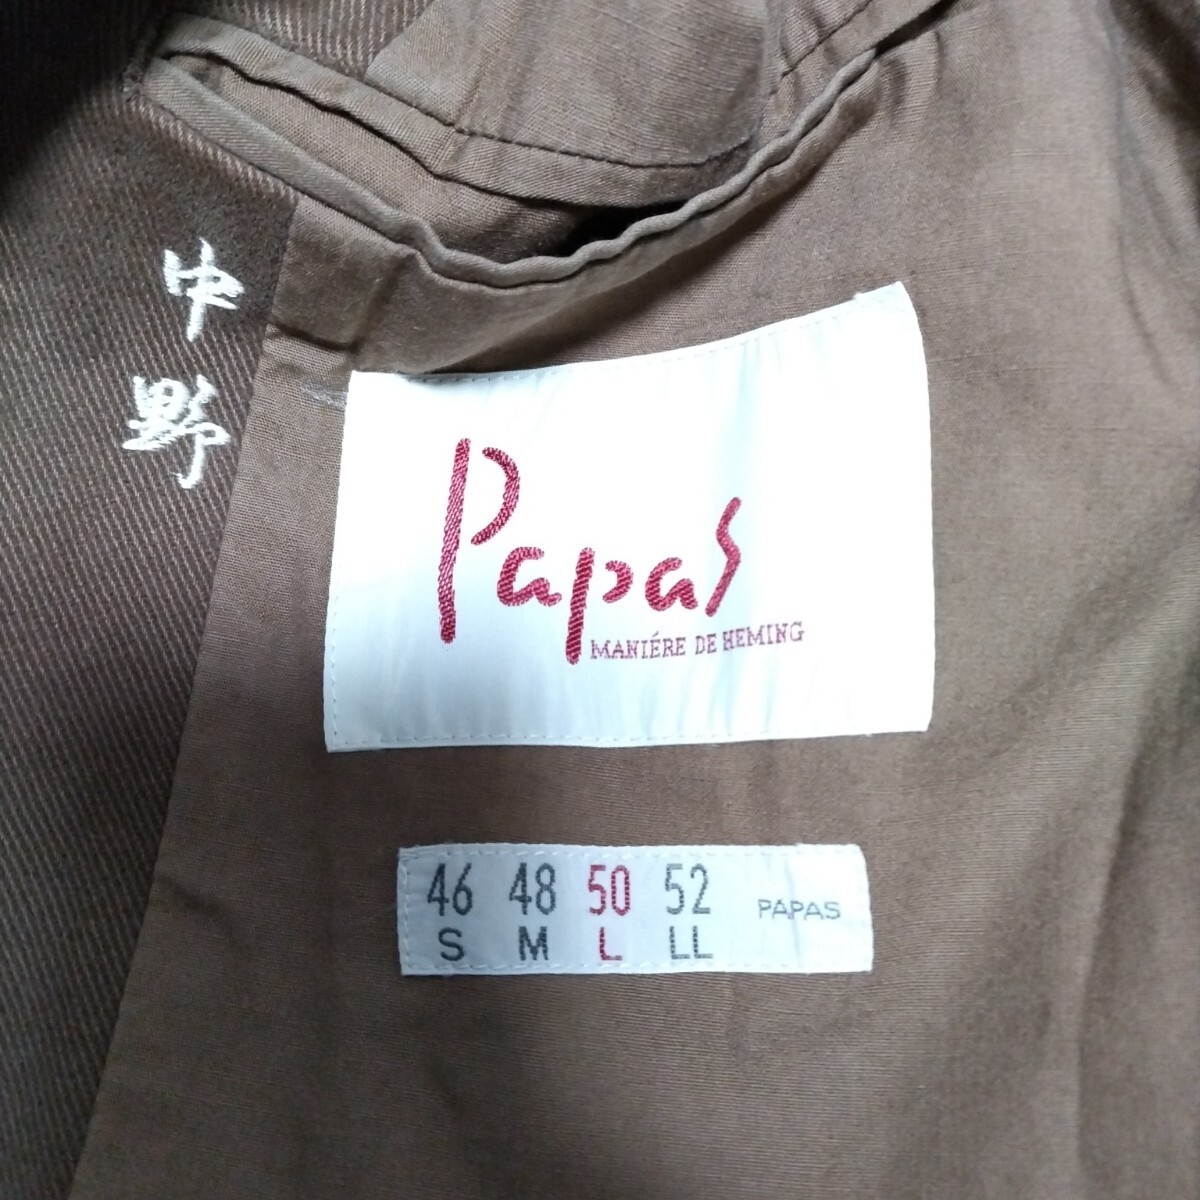 中野
Papas
MANIÉRE DE HEMING
46 48 50 52 PAPAS
S M L LL